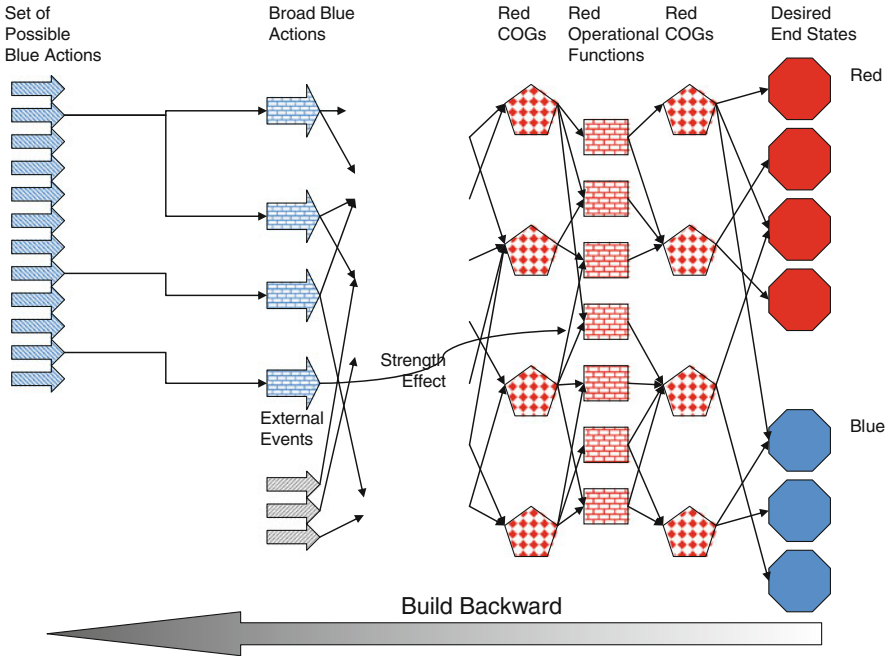 Set of
Possible
Blue Actions
Broad Blue
Actions
Red
COGs
Red
Operational
Functions
Red
COGs
Desired
End States
Red
Strength
Effect
External
Events
Blue
Build Backward